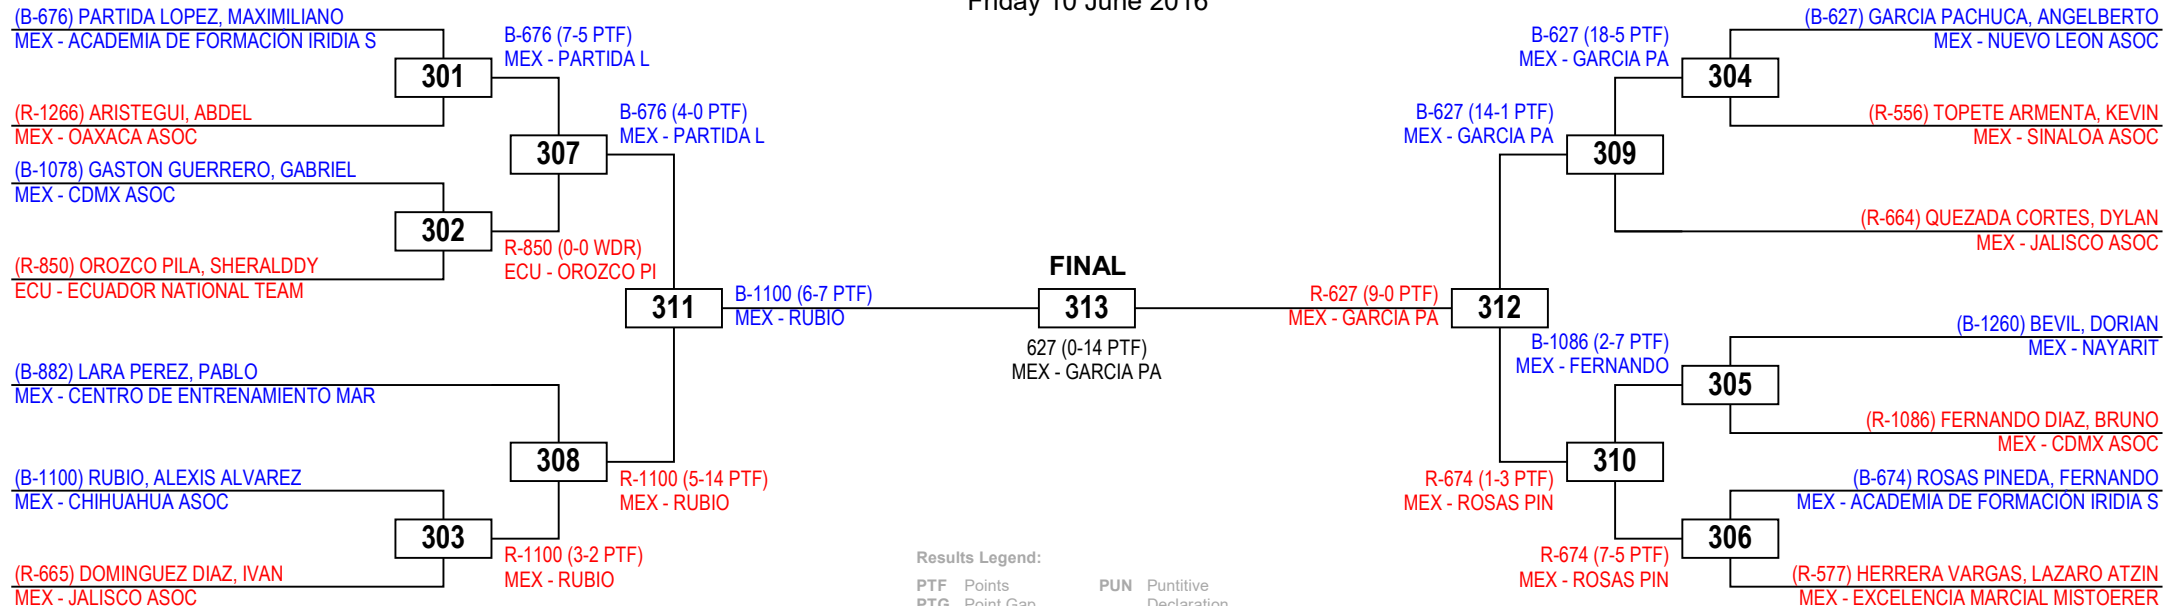 Friday 10 June 2016
(B-676) PARTIDA LOPEZ, MAXIMILIANO
MEX - ACADEMIA DE FORMACIÓN IRIDIA S
301
(R-1266) ARISTEGUI, ABDEL
MEX - OAXACA ASOC
(B-1078) GASTON GUERRERO, GABRIEL
MEX - CDMX ASOC
302
(R-850) OROZCO PILA, SHERALDDY
ECU - ECUADOR NATIONAL TEAM
(B-882) LARA PEREZ, PABLO
MEX - CENTRO DE ENTRENAMIENTO MAR
(B-1100) RUBIO, ALEXIS ALVAREZ
MEX - CHIHUAHUA ASOC
303
(R-665) DOMINGUEZ DIAZ, IVAN
MEX - JALISCO ASOC
B-676 (7-5 PTF)
MEX - PARTIDA L
307
R-850 (0-0 WDR)
ECU - OROZCO PI
308
R-1100 (3-2 PTF)
MEX - RUBIO
B-676 (4-0 PTF)
MEX - PARTIDA L
311
R-1100 (5-14 PTF)
MEX - RUBIO
B-1100 (6-7 PTF)
MEX - RUBIO
FINAL
313
627 (0-14 PTF)
MEX - GARCIA PA
R-627 (9-0 PTF)
MEX - GARCIA PA
312
B-627 (14-1 PTF)
MEX - GARCIA PA
R-674 (1-3 PTF)
MEX - ROSAS PIN
B-627 (18-5 PTF)
MEX - GARCIA PA
309
B-1086 (2-7 PTF)
MEX - FERNANDO
310
R-674 (7-5 PTF)
MEX - ROSAS PIN
(B-627) GARCIA PACHUCA, ANGELBERTO
MEX - NUEVO LEON ASOC
304
(R-556) TOPETE ARMENTA, KEVIN
MEX - SINALOA ASOC
(R-664) QUEZADA CORTES, DYLAN
MEX - JALISCO ASOC
(B-1260) BEVIL, DORIAN
MEX - NAYARIT
305
(R-1086) FERNANDO DIAZ, BRUNO
MEX - CDMX ASOC
(B-674) ROSAS PINEDA, FERNANDO
MEX - ACADEMIA DE FORMACIÓN IRIDIA S
306
(R-577) HERRERA VARGAS, LAZARO ATZIN
MEX - EXCELENCIA MARCIAL MISTOERER
Results Legend:
PTF Points PUN Puntitive
PTG Point Gap Declaration